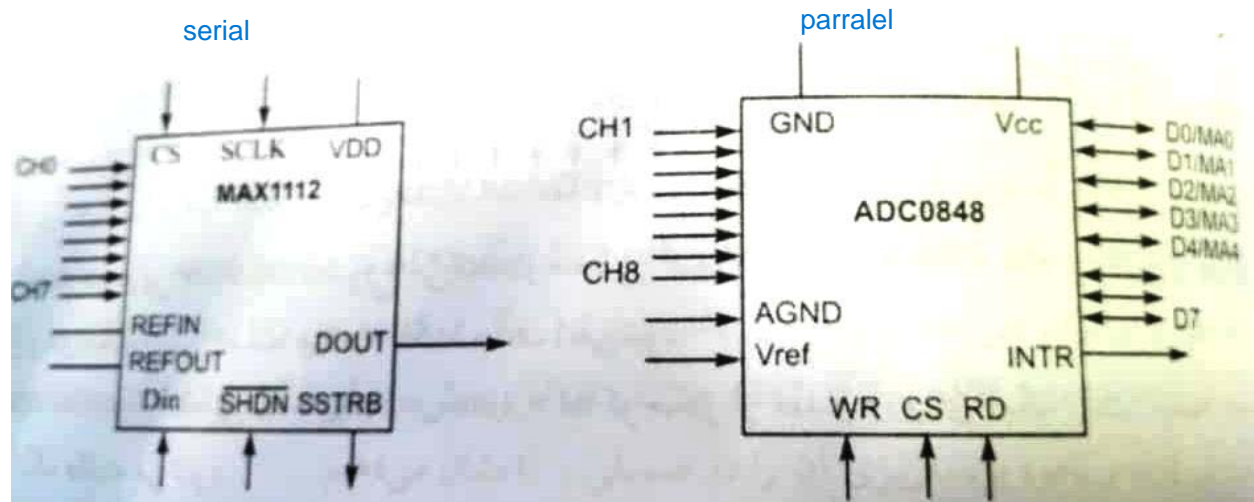 serial
parralel
CS SCLK VDD
MAX1112
CH0
CH7
REFIN
REFOUT
DOUT
Din SHDN SSTRB
GND Vcc
ADC0848
CH1
CH8
AGND
Vref
D0/MA0
D1/MA1
D2/MA2
D3/MA3
D4/MA4
D7
INTR
WR CS RD